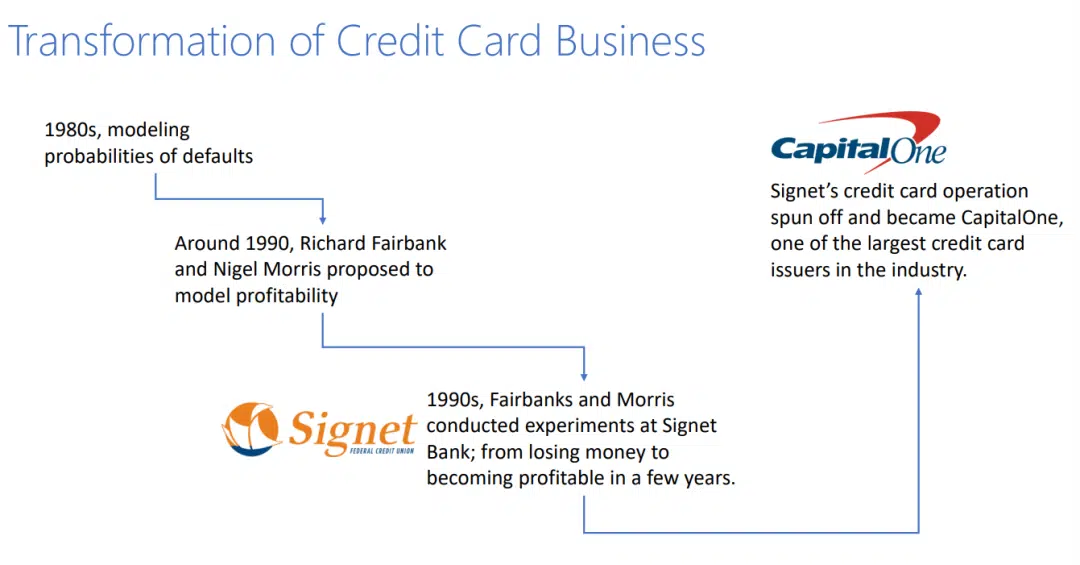 Transformation of Credit Card Business
1980s, modeling
probabilities of defaults
Around 1990, Richard Fairbank
and Nigel Morris proposed to
model profitability
Signet
FEDERAL CREDIT UNION
1990s, Fairbanks and Morris
conducted experiments at Signet
Bank; from losing money to
becoming profitable in a few years.
CapitalOne
Signet’s credit card operation
spun off and became CapitalOne,
one of the largest credit card
issuers in the industry.